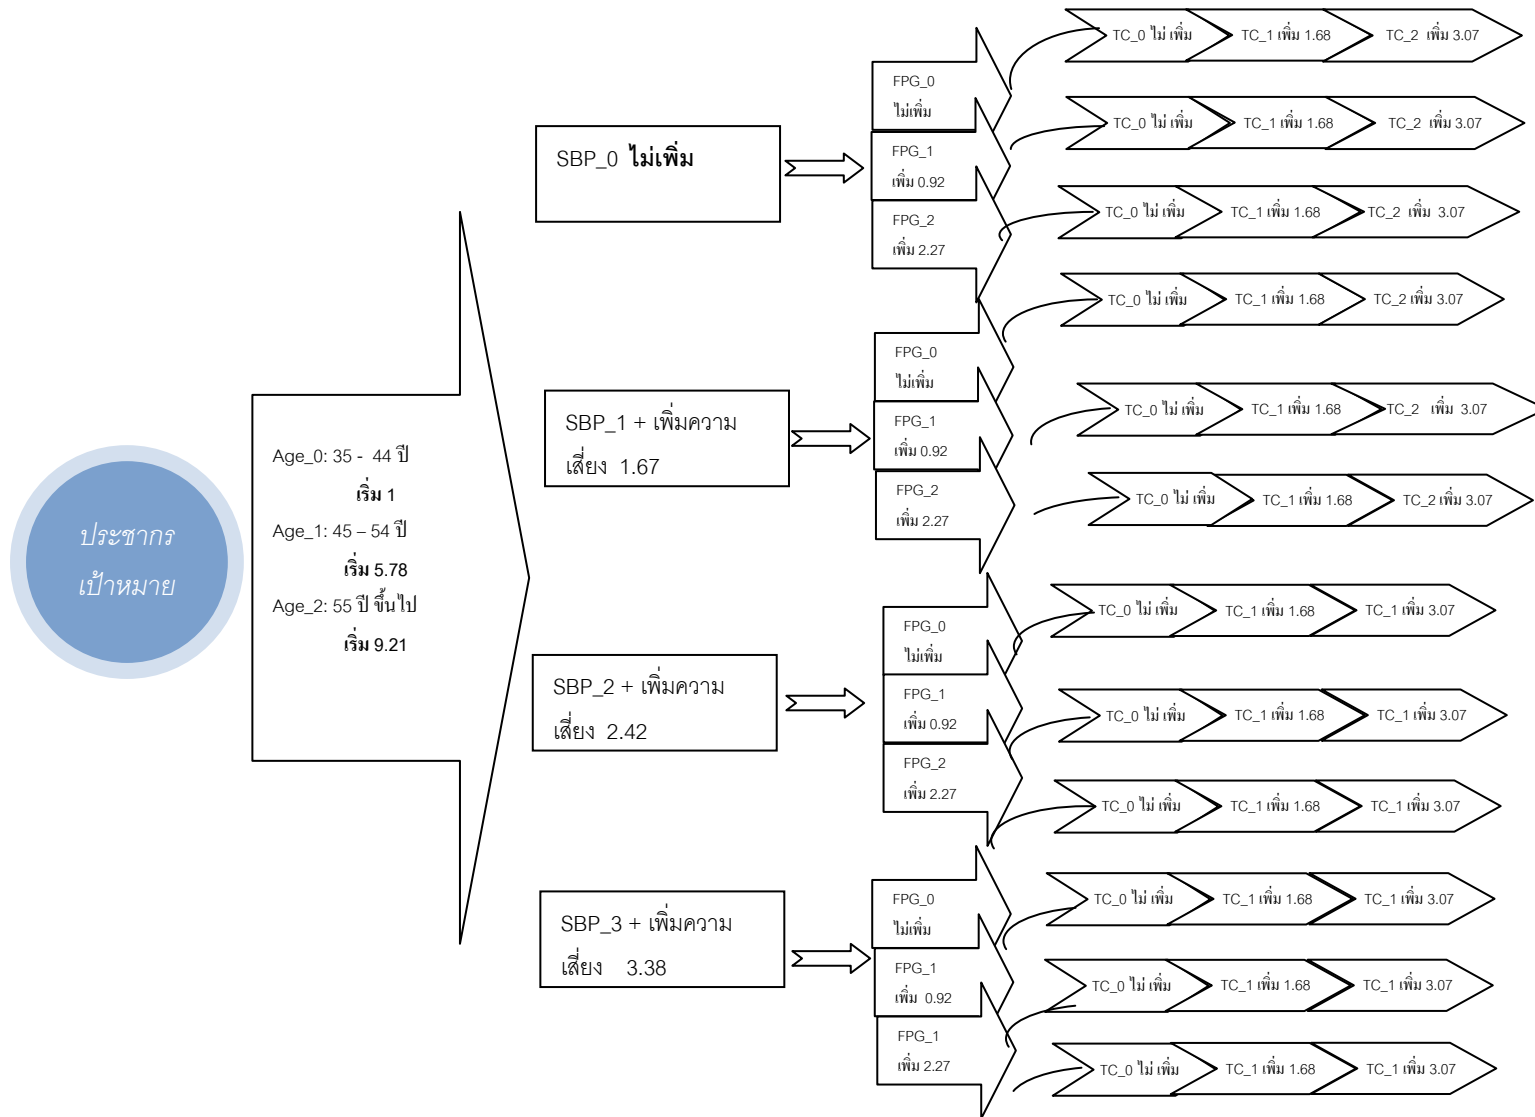 ประชากร
เป้าหมาย
Age_0: 35 - 44 ปี
เริ่ม 1
Age_1: 45 – 54 ปี
เริ่ม 5.78
Age_2: 55 ปี ขึ้นไป
เริ่ม 9.21
SBP_0 ไม่เพิ่ม
FPG_0
ไม่เพิ่ม
FPG_1
เพิ่ม 0.92
FPG_2
เพิ่ม 2.27
TC_0 ไม่ เพิ่ม TC_1 เพิ่ม 1.68 TC_2 เพิ่ม 3.07
TC_0 ไม่ เพิ่ม TC_1 เพิ่ม 1.68 TC_2 เพิ่ม 3.07
TC_0 ไม่ เพิ่ม TC_1 เพิ่ม 1.68 TC_2 เพิ่ม 3.07
SBP_1 + เพิ่มความ
เสี่ยง 1.67
FPG_0
ไม่เพิ่ม
FPG_1
เพิ่ม 0.92
FPG_2
เพิ่ม 2.27
TC_0 ไม่ เพิ่ม TC_1 เพิ่ม 1.68 TC_2 เพิ่ม 3.07
TC_0 ไม่ เพิ่ม TC_1 เพิ่ม 1.68 TC_2 เพิ่ม 3.07
TC_0 ไม่ เพิ่ม TC_1 เพิ่ม 1.68 TC_2 เพิ่ม 3.07
SBP_2 + เพิ่มความ
เสี่ยง 2.42
FPG_0
ไม่เพิ่ม
FPG_1
เพิ่ม 0.92
FPG_2
เพิ่ม 2.27
TC_0 ไม่ เพิ่ม TC_1 เพิ่ม 1.68 TC_1 เพิ่ม 3.07
TC_0 ไม่ เพิ่ม TC_1 เพิ่ม 1.68 TC_1 เพิ่ม 3.07
TC_0 ไม่ เพิ่ม TC_1 เพิ่ม 1.68 TC_1 เพิ่ม 3.07
SBP_3 + เพิ่มความ
เสี่ยง 3.38
FPG_0
ไม่เพิ่ม
FPG_1
เพิ่ม 0.92
FPG_1
เพิ่ม 2.27
TC_0 ไม่ เพิ่ม TC_1 เพิ่ม 1.68 TC_1 เพิ่ม 3.07
TC_0 ไม่ เพิ่ม TC_1 เพิ่ม 1.68 TC_1 เพิ่ม 3.07
TC_0 ไม่ เพิ่ม TC_1 เพิ่ม 1.68 TC_1 เพิ่ม 3.07